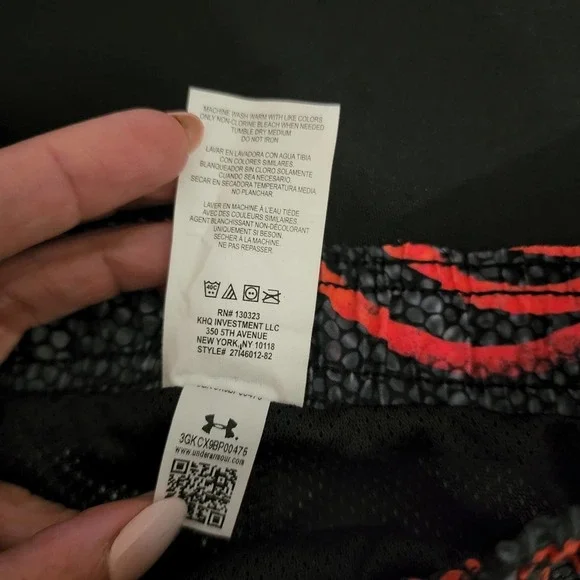 MACHINE WASH WARM WITH LIKE COLORS
ONLY NON-CLORINE BLEACH WHEN NEEDED
TUMBLE DRY MEDIUM
DO NOT IRON
LAVAR EN LAVADORA CON AGUA TIBIA
CON COLORES SIMILARES.
BLANQUEADOR SIN CLORO SOLAMENTE
CUANDO SEA NECESARIO.
SECAR EN SECADORA TEMPERATURA MEDIA
NO PLANCHAR.
LAVER EN MACHINE À L'EAU TIÈDE
AVEC DES COULEURS SIMILAIRES.
AGENT BLANCHISSANT NON-DÉCOLORANT
UNIQUEMENT SI BESOIN.
SÉCHER À LA MACHINE.
NE PAS REPASSER.
RN# 130323
KHQ INVESTMENT LLC
350 5TH AVENUE
NEW YORK, NY 10118
STYLE# 27I46012-82
3GKCX9BP00476
www.underarmour.com